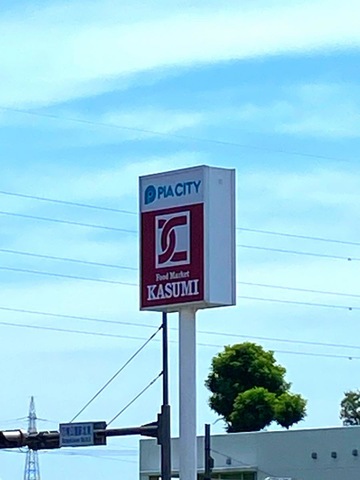 PIA CITY
Food Market
KASUMI